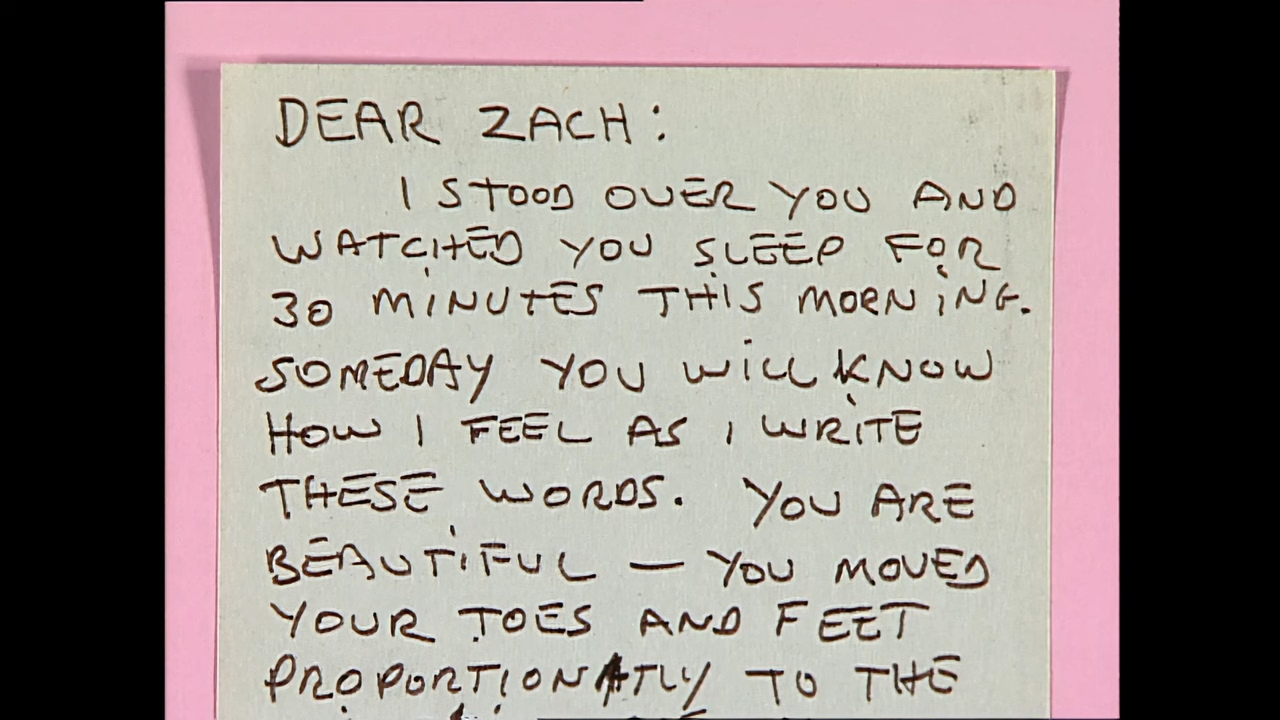 DEAR ZACH:
I STOOD OVER YOU AND
WATCHED YOU SLEEP FOR
30 MINUTES THIS MORNING.
SOMEDAY YOU WILL KNOW
HOW I FEEL AS I WRITE
THESE WORDS. YOU ARE
BEAUTIFUL — YOU MOVED
YOUR TOES AND FEET
PROPORTIONATLY TO THE